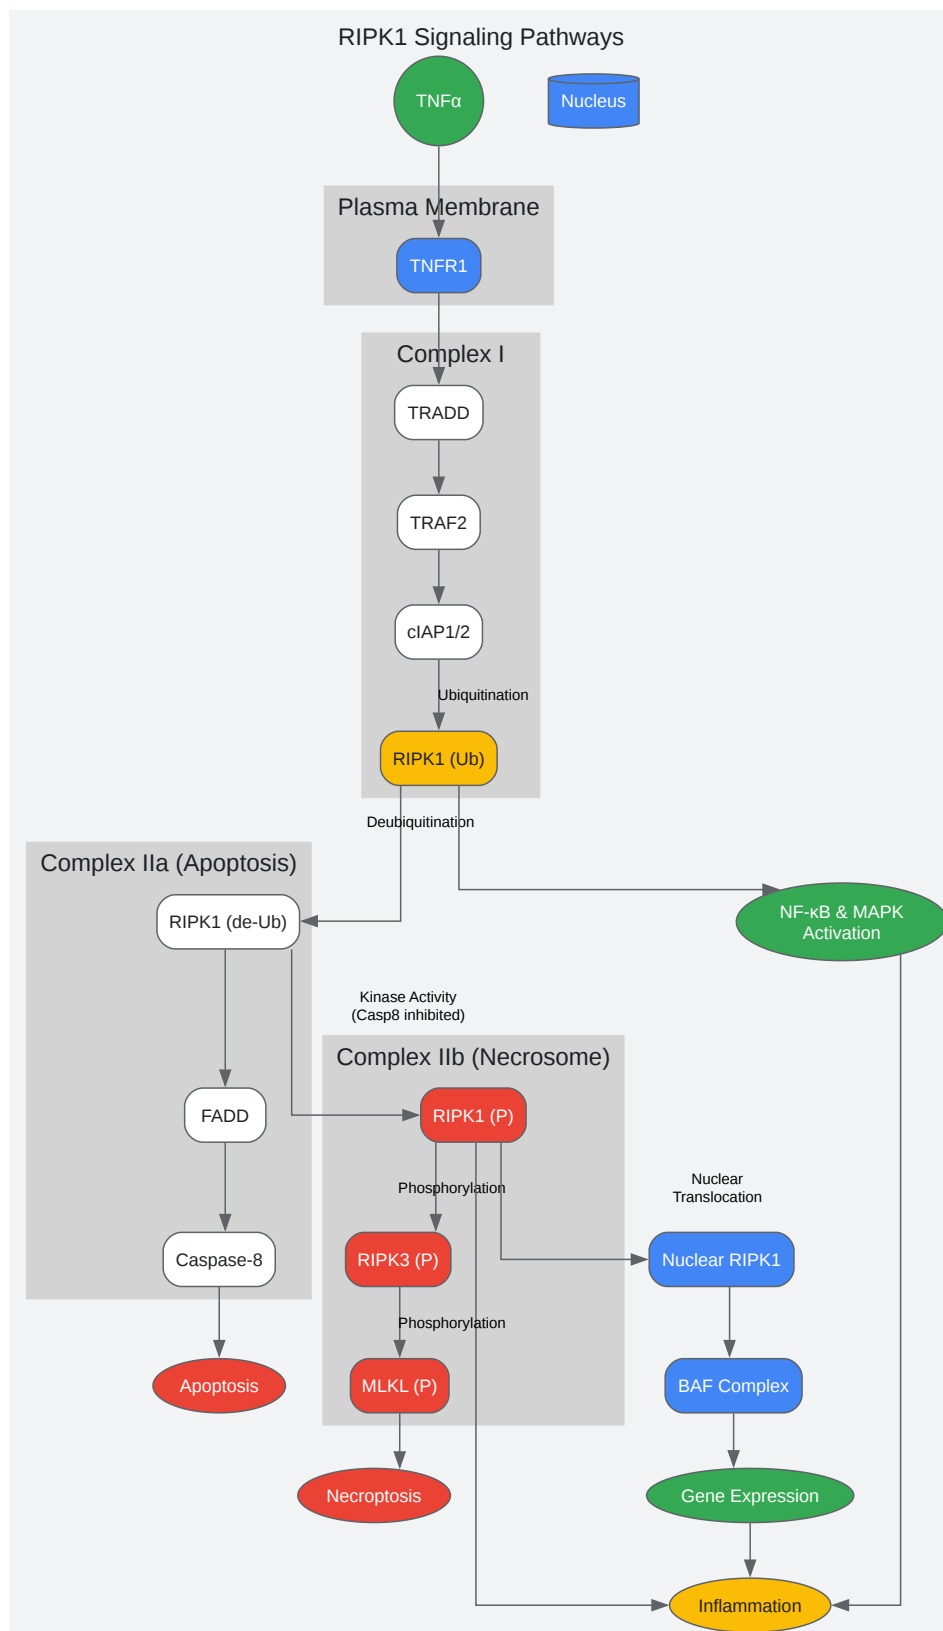 RIPK1 Signaling Pathways
TNFα
Nucleus
Plasma Membrane
TNFR1
Complex I
TRADD
TRAF2
cIAP1/2
Ubiquitination
RIPK1 (Ub)
Deubiquitination
Complex IIa (Apoptosis)
RIPK1 (de-Ub)
NF-κB & MAPK
Activation
Kinase Activity
(Casp8 inhibited)
Complex IIb (Necrosome)
FADD
RIPK1 (P)
Phosphorylation
Nuclear
Translocation
Caspase-8
RIPK3 (P)
Nuclear RIPK1
Phosphorylation
Apoptosis
MLKL (P)
BAF Complex
Necroptosis
Gene Expression
Inflammation